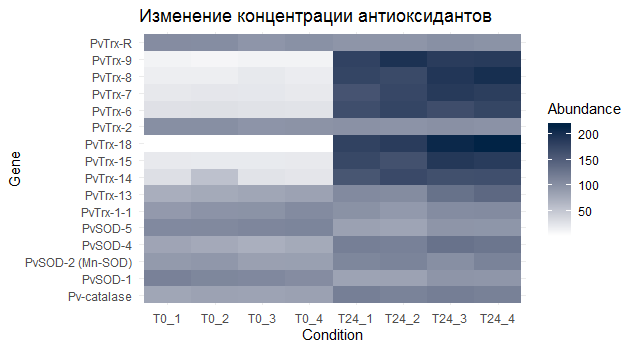 Изменение концентрации антиоксидантов
PvTrx-R
PvTrx-9
PvTrx-8
PvTrx-7
PvTrx-6
PvTrx-2
PvTrx-18
PvTrx-15
PvTrx-14
PvTrx-13
PvTrx-1-1
PvSOD-5
PvSOD-4
PvSOD-2 (Mn-SOD)
PvSOD-1
Pv-catalase
Gene
T0_1 T0_2 T0_3 T0_4 T24_1 T24_2 T24_3 T24_4
Condition
Abundance
200
150
100
50